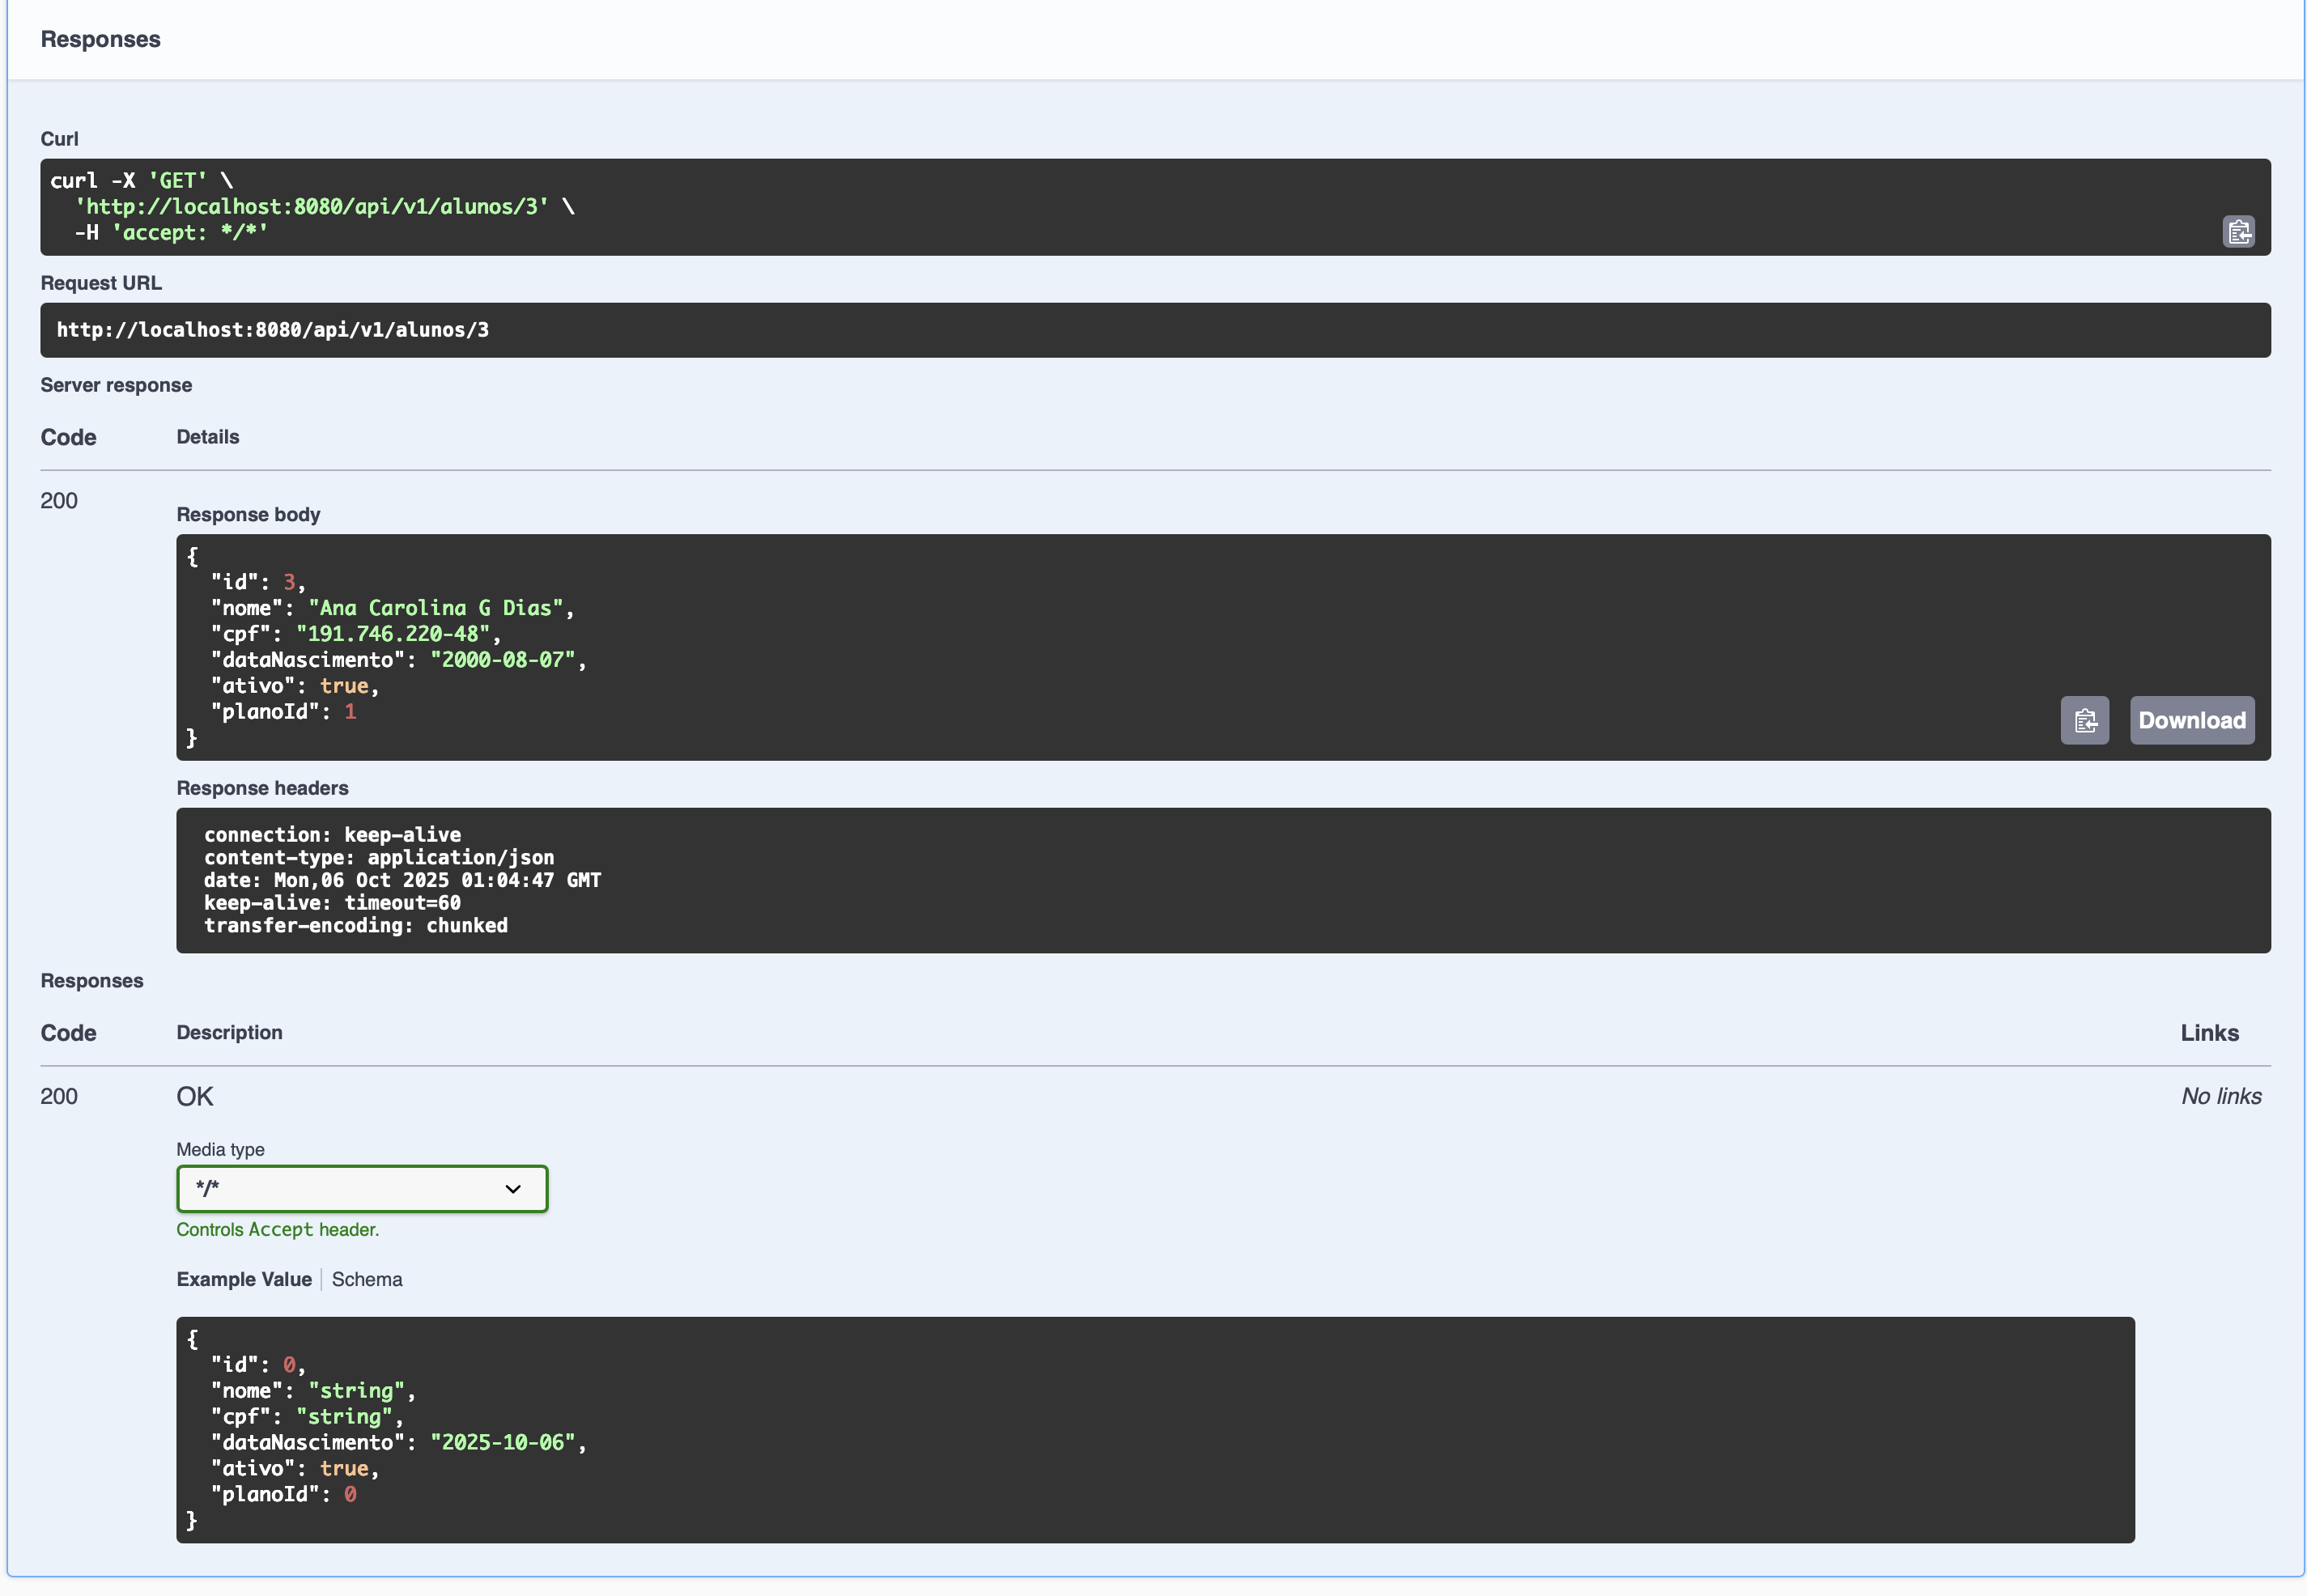 Responses
Curl
curl -X 'GET' \
  'http://localhost:8080/api/v1/alunos/3' \
  -H 'accept: */*'
Request URL
http://localhost:8080/api/v1/alunos/3
Server response
Code Details
200
Response body
{
  "id": 3,
  "nome": "Ana Carolina G Dias",
  "cpf": "191.746.220-48",
  "dataNascimento": "2000-08-07",
  "ativo": true,
  "planoId": 1
}
Download
Response headers
connection: keep-alive
content-type: application/json
date: Mon,06 Oct 2025 01:04:47 GMT
keep-alive: timeout=60
transfer-encoding: chunked
Responses
Code Description Links
200 OK No links
Media type
*/*
Controls Accept header.
Example Value Schema
{
  "id": 0,
  "nome": "string",
  "cpf": "string",
  "dataNascimento": "2025-10-06",
  "ativo": true,
  "planoId": 0
}